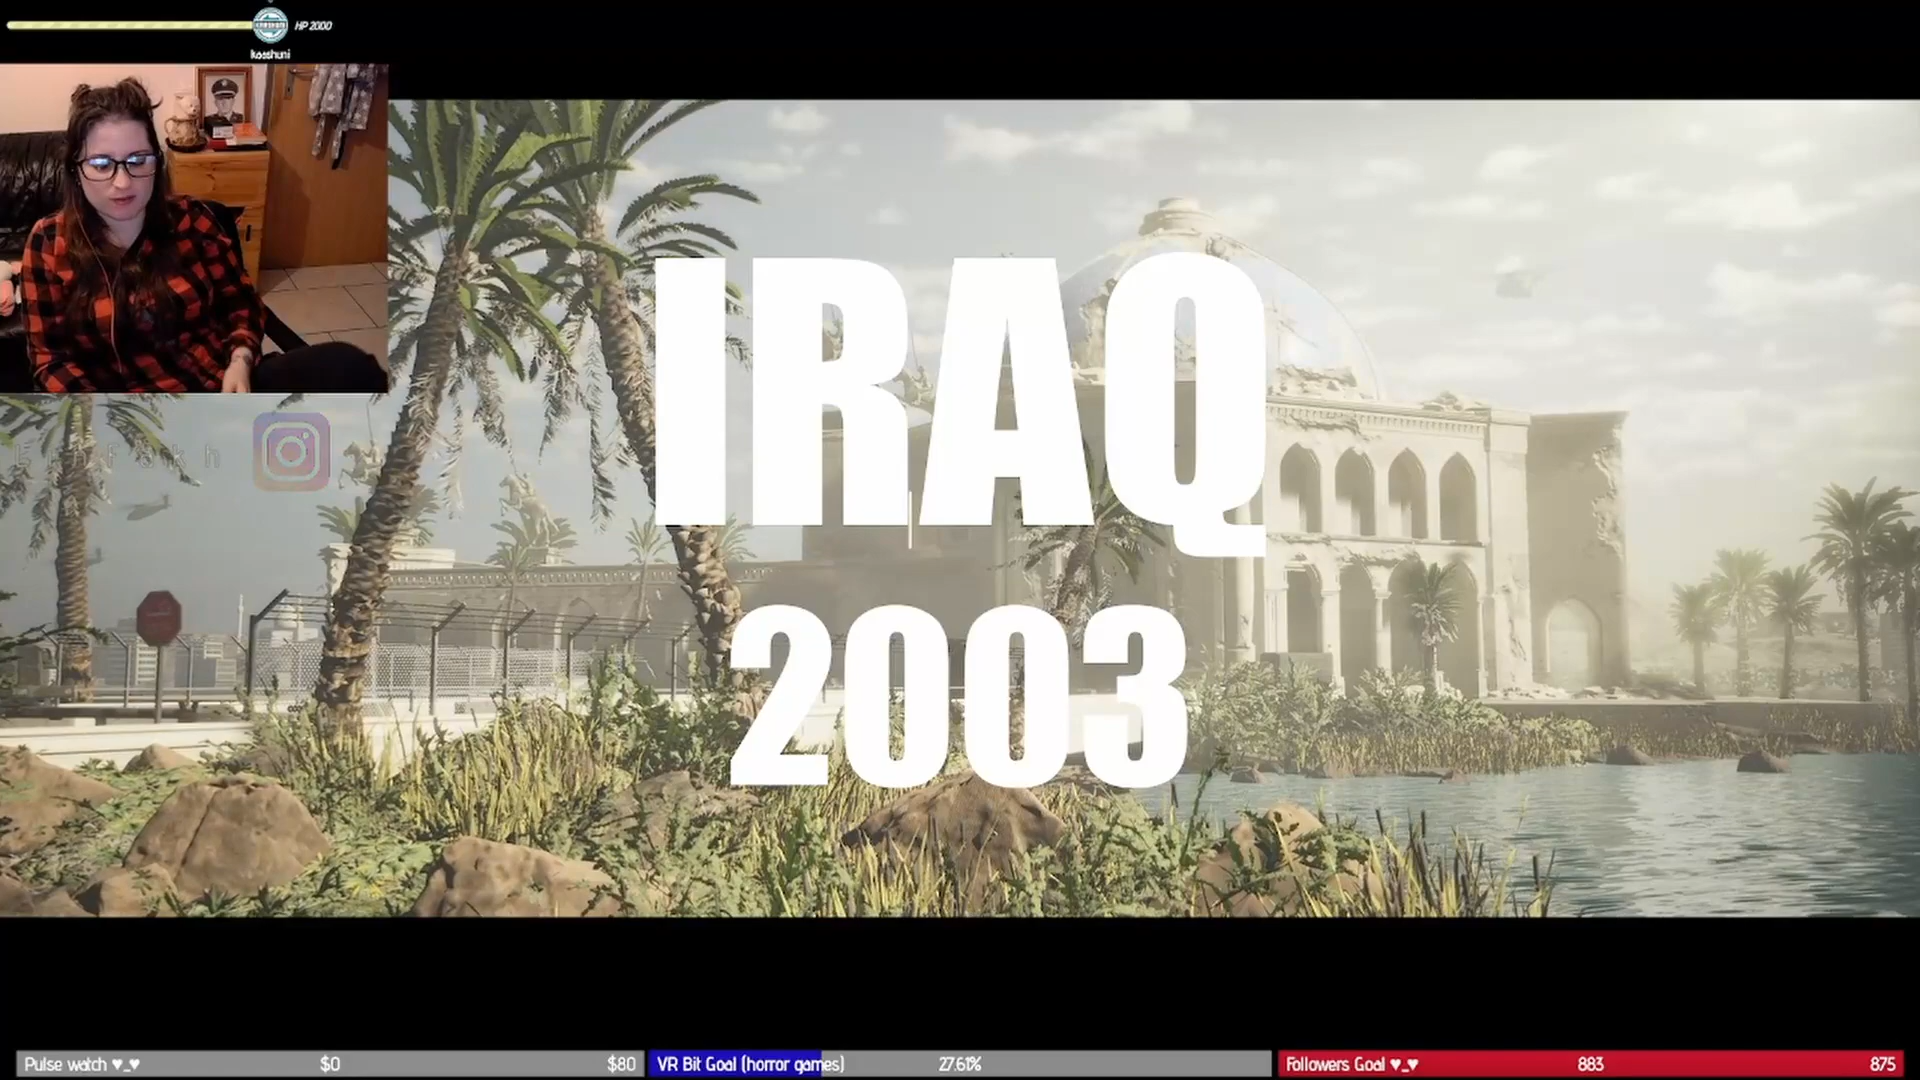 HP 2000
kaeshuni
IRAQ
2003
Pulse watch ♥_♥ $0 $80
VR Bit Goal (horror games) 27.61%
Followers Goal ♥_♥ 883 875